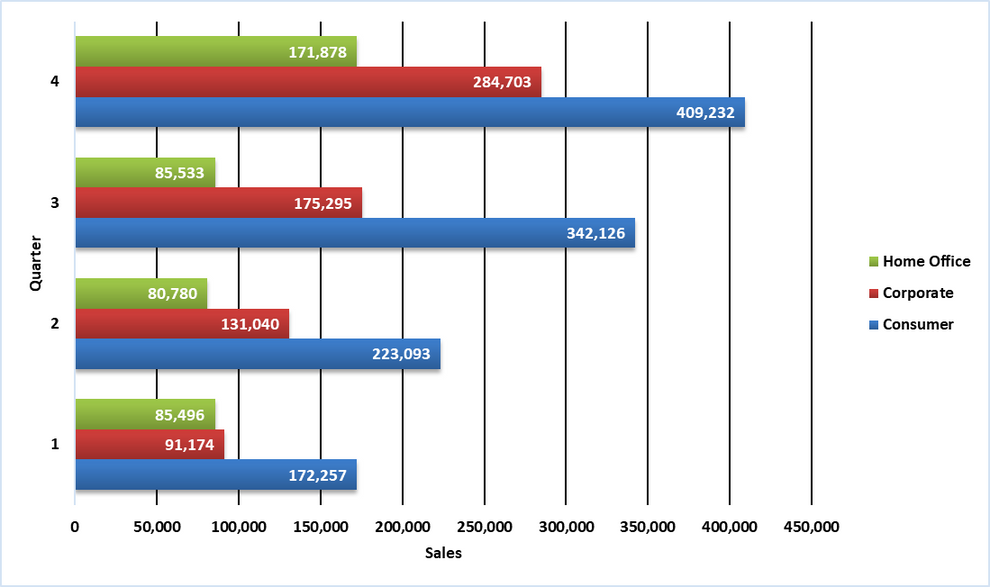 4
171,878
284,703
409,232
3
85,533
175,295
342,126
Quarter
2
80,780
131,040
223,093
1
85,496
91,174
172,257
0 50,000 100,000 150,000 200,000 250,000 300,000 350,000 400,000 450,000
Sales
Home Office
Corporate
Consumer